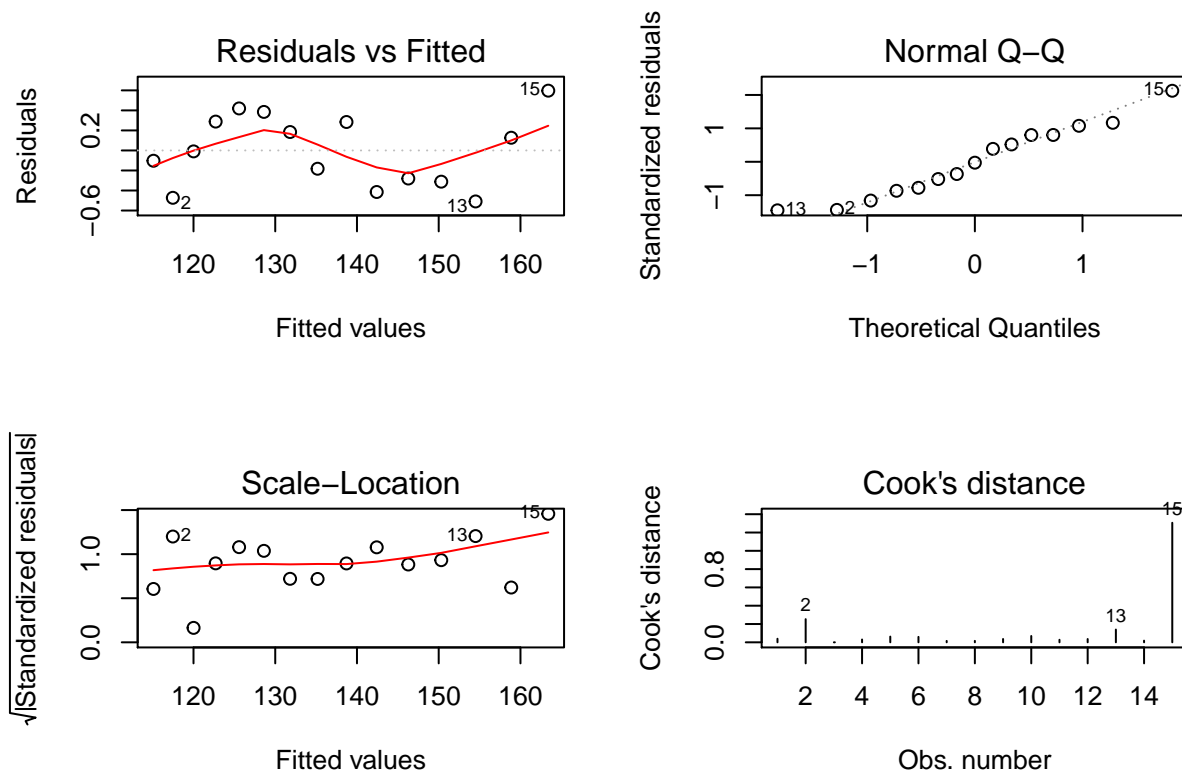 Residuals vs Fitted
Residuals
0.2
−0.6
15
2
13
120 130 140 150 160
Fitted values
Normal Q−Q
Standardized residuals
1
−1
15
13
2
−1 0 1
Theoretical Quantiles
Scale−Location
√|Standardized residuals|
1.0
0.0
2
13
15
120 130 140 150 160
Fitted values
Cook's distance
Cook's distance
0.8
0.0
15
2
13
2 4 6 8 10 12 14
Obs. number